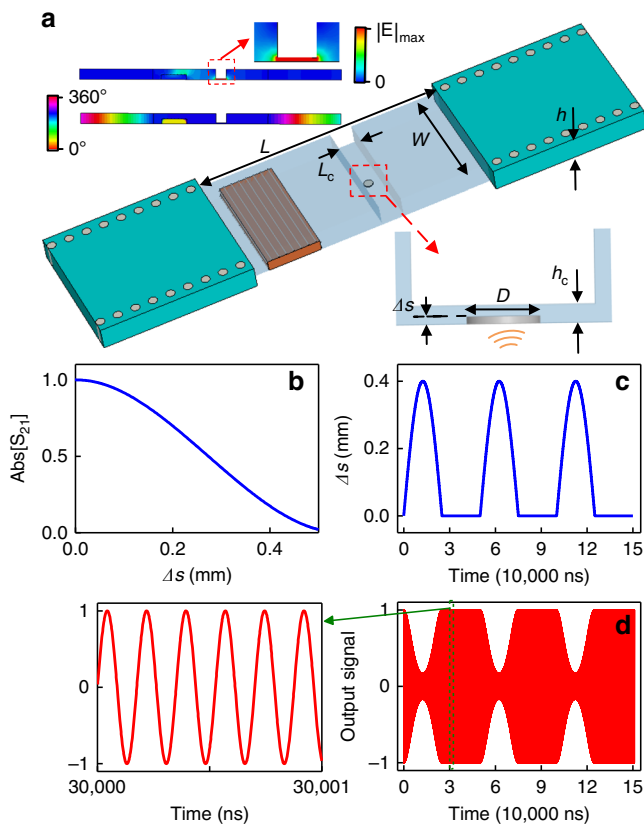 a
|E|max
0
360°
0°
L
Lc
W
h
hc
Δs
D
b
Abs[S21]
1.0
0.5
0.0
0.0
0.2
0.4
Δs (mm)
c
Δs (mm)
0.4
0.2
0.0
0
3
6
9
12
15
Time (10,000 ns)
1
0
−1
30,000
30,001
Time (ns)
d
Output signal
1
0
−1
0
3
6
9
12
15
Time (10,000 ns)